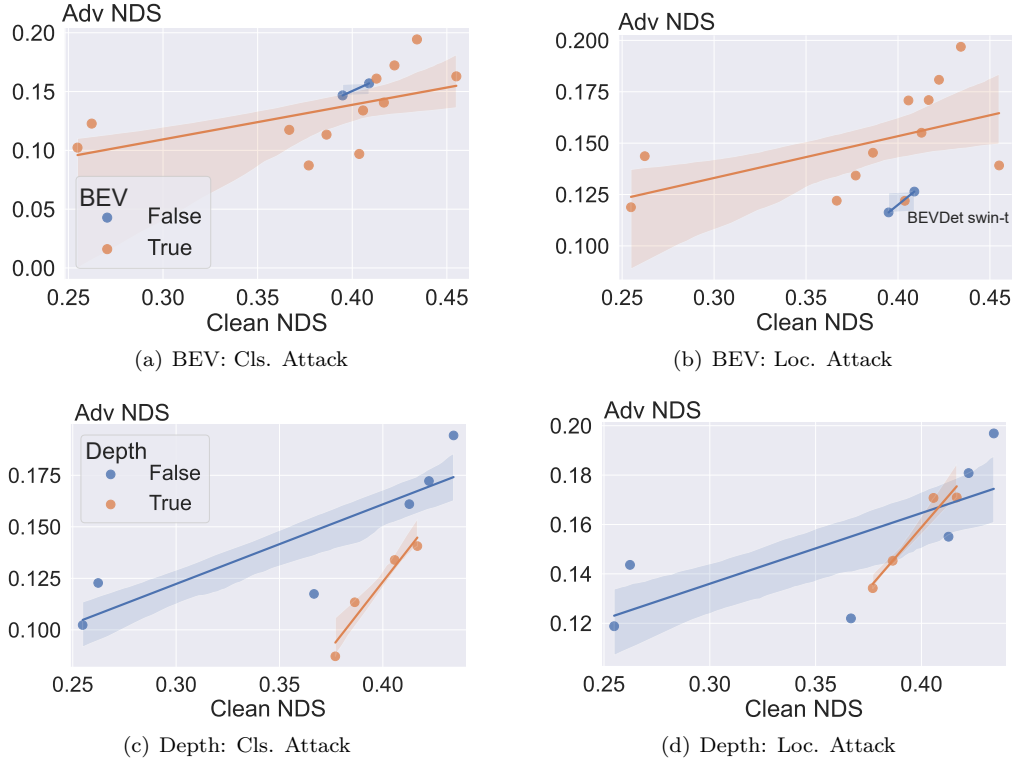 Adv NDS
0.20
0.15
0.10
0.05
0.00
BEV
False
True
0.25 0.30 0.35 0.40 0.45
Clean NDS
(a) BEV: Cls. Attack
Adv NDS
0.200
0.175
0.150
0.125
0.100
BEVDet swin-t
0.25 0.30 0.35 0.40 0.45
Clean NDS
(b) BEV: Loc. Attack
Adv NDS
0.175
0.150
0.125
0.100
Depth
False
True
0.25 0.30 0.35 0.40
Clean NDS
(c) Depth: Cls. Attack
Adv NDS
0.20
0.18
0.16
0.14
0.12
0.25 0.30 0.35 0.40
Clean NDS
(d) Depth: Loc. Attack